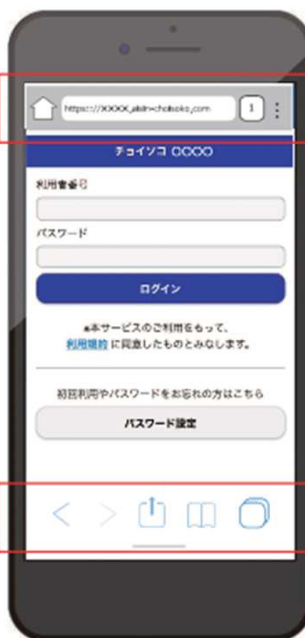 https://XXXX.aisin-choisoko.com
1
チョイソコ 〇〇〇〇
利用者番号
パスワード
ログイン
※本サービスのご利用をもって、
利用規約 に同意したものとみなします。
初回利用やパスワードをお忘れの方はこちら
パスワード設定